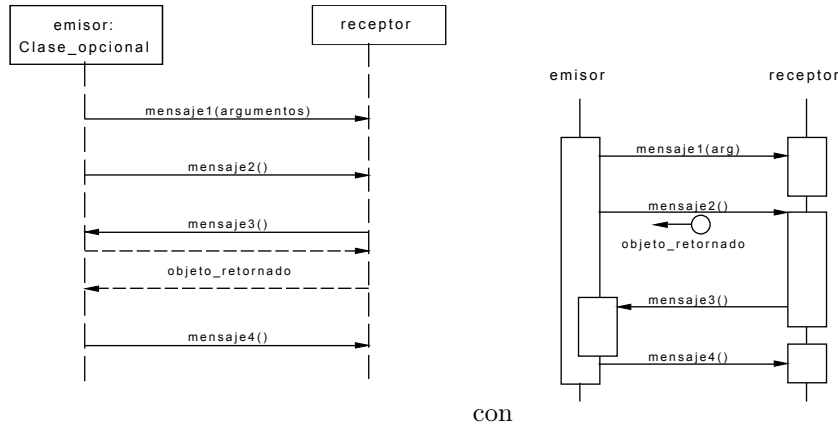 emisor:
Clase_opcional
receptor
mensaje1(argumentos)
mensaje2()
mensaje3()
objeto_retornado
mensaje4()
emisor
receptor
mensaje1(arg)
mensaje2()
objeto_retornado
mensaje3()
mensaje4()
con